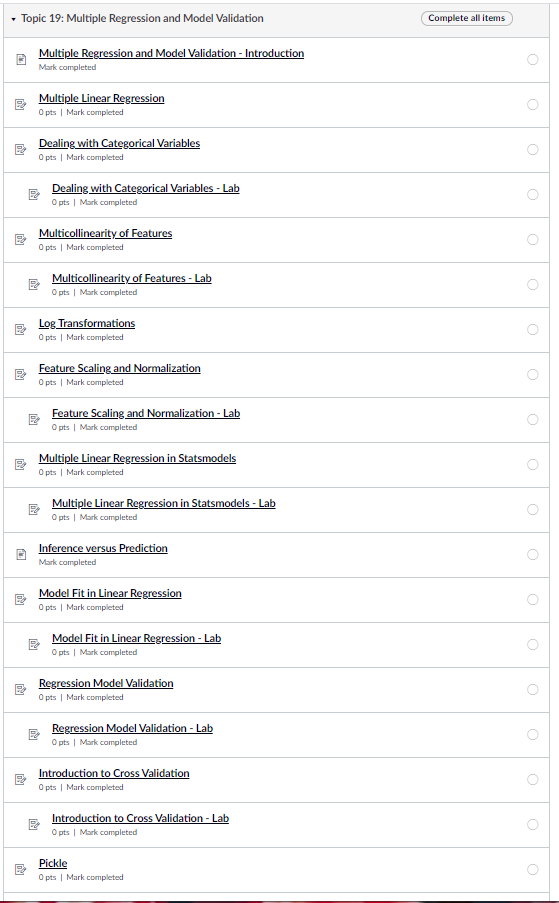 Topic 19: Multiple Regression and Model Validation
Complete all items
Multiple Regression and Model Validation - Introduction
Mark completed
Multiple Linear Regression
0 pts | Mark completed
Dealing with Categorical Variables
0 pts | Mark completed
Dealing with Categorical Variables - Lab
0 pts | Mark completed
Multicollinearity of Features
0 pts | Mark completed
Multicollinearity of Features - Lab
0 pts | Mark completed
Log Transformations
0 pts | Mark completed
Feature Scaling and Normalization
0 pts | Mark completed
Feature Scaling and Normalization - Lab
0 pts | Mark completed
Multiple Linear Regression in Statsmodels
0 pts | Mark completed
Multiple Linear Regression in Statsmodels - Lab
0 pts | Mark completed
Inference versus Prediction
Mark completed
Model Fit in Linear Regression
0 pts | Mark completed
Model Fit in Linear Regression - Lab
0 pts | Mark completed
Regression Model Validation
0 pts | Mark completed
Regression Model Validation - Lab
0 pts | Mark completed
Introduction to Cross Validation
0 pts | Mark completed
Introduction to Cross Validation - Lab
0 pts | Mark completed
Pickle
0 pts | Mark completed